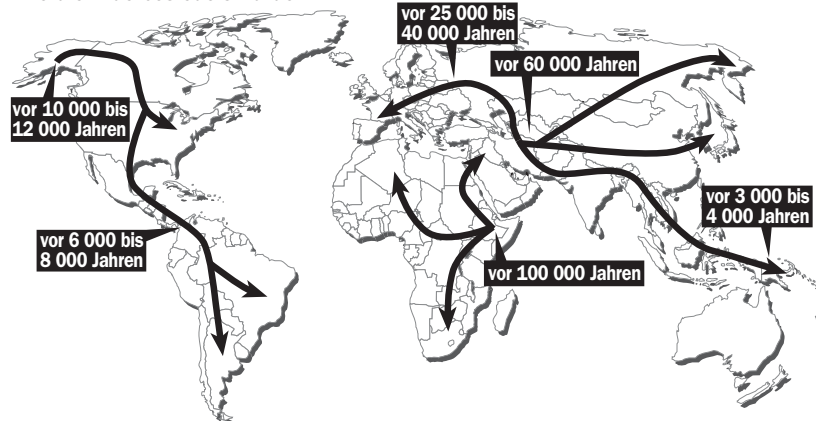 vor 25 000 bis
40 000 Jahren
vor 60 000 Jahren
vor 10 000 bis
12 000 Jahren
vor 3 000 bis
4 000 Jahren
vor 6 000 bis
8 000 Jahren
vor 100 000 Jahren